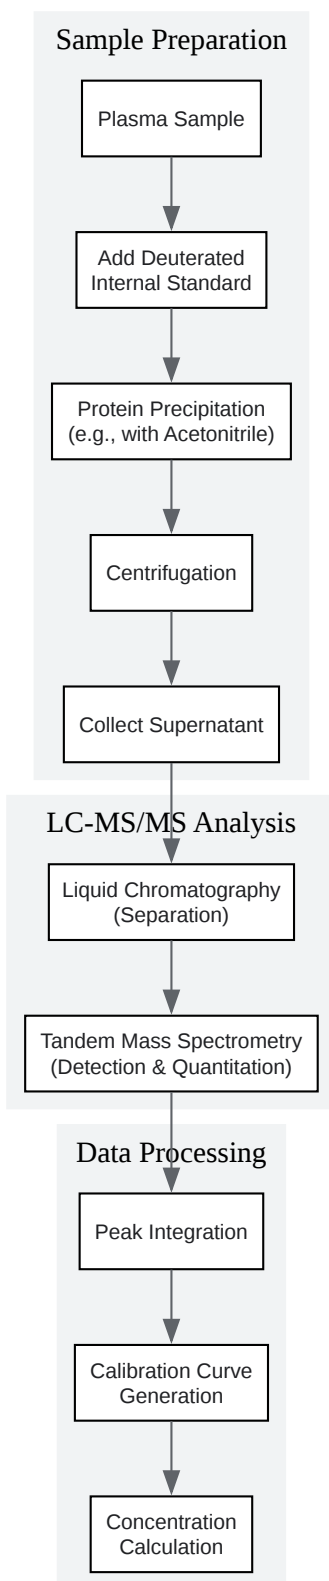 Sample Preparation
Plasma Sample
Add Deuterated
Internal Standard
Protein Precipitation
(e.g., with Acetonitrile)
Centrifugation
Collect Supernatant
LC-MS/MS Analysis
Liquid Chromatography
(Separation)
Tandem Mass Spectrometry
(Detection & Quantitation)
Data Processing
Peak Integration
Calibration Curve
Generation
Concentration
Calculation